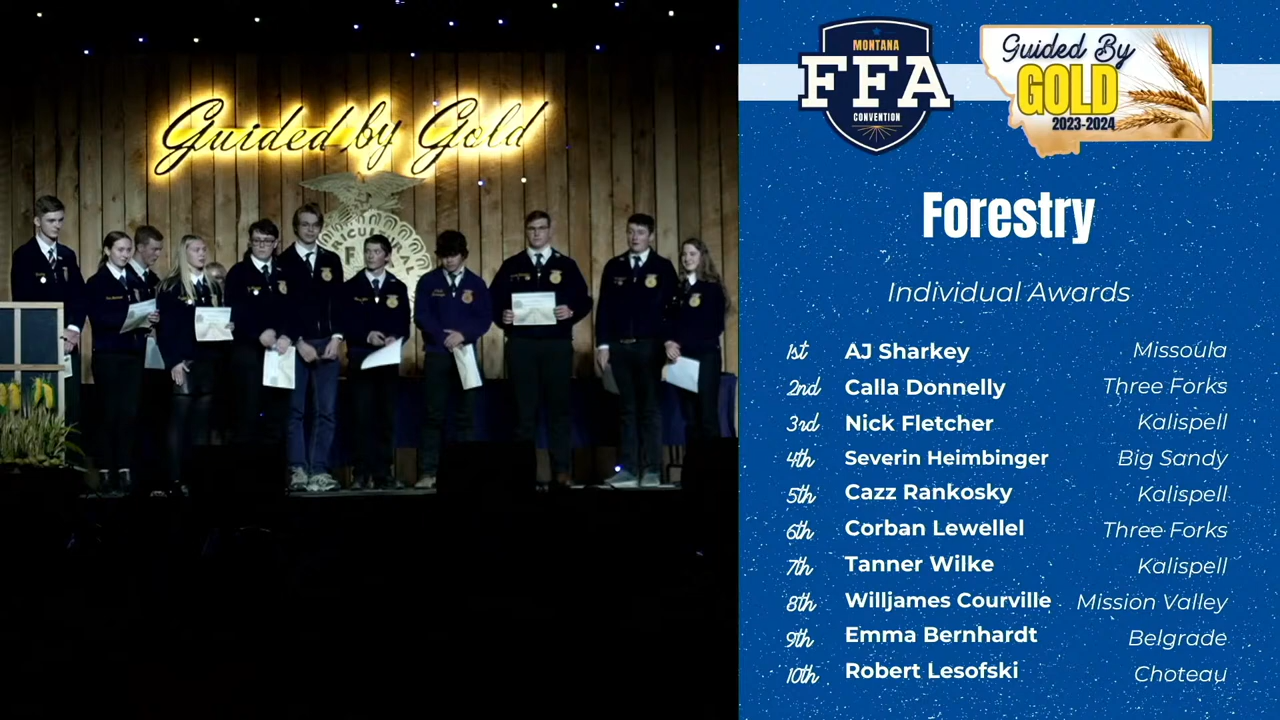 Guided by Gold
RICULTURAL
F
MONTANA
FFA
CONVENTION
Guided By
GOLD
2023-2024
Forestry
Individual Awards
1st AJ Sharkey Missoula
2nd Calla Donnelly Three Forks
3rd Nick Fletcher Kalispell
4th Severin Heimbinger Big Sandy
5th Cazz Rankosky Kalispell
6th Corban Lewellel Three Forks
7th Tanner Wilke Kalispell
8th Willjames Courville Mission Valley
9th Emma Bernhardt Belgrade
10th Robert Lesofski Choteau